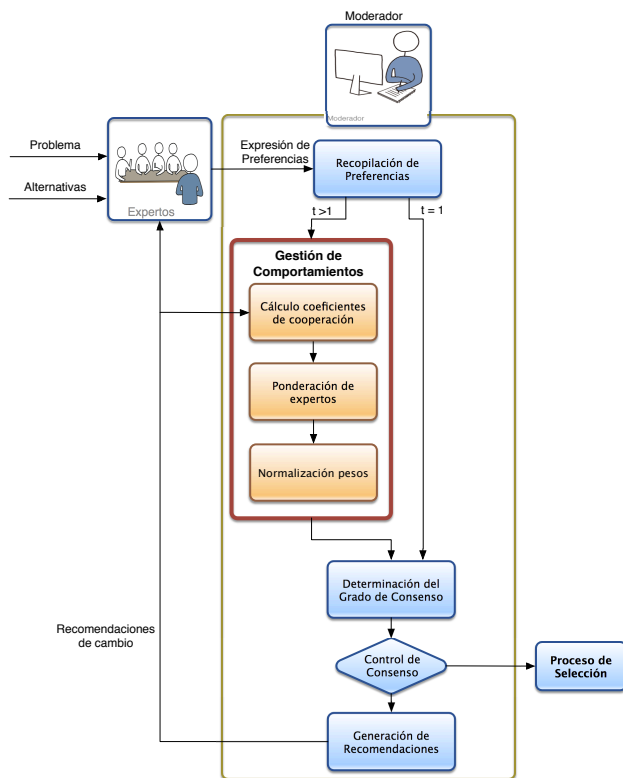 Moderador
Moderador
Problema
Alternativas
Expertos
Expresión de
Preferencias
Recopilación de
Preferencias
t >1
t = 1
Gestión de
Comportamientos
Cálculo coeficientes
de cooperación
Ponderación de
expertos
Normalización pesos
Determinación del
Grado de Consenso
Recomendaciones
de cambio
Control de
Consenso
Proceso de
Selección
Generación de
Recomendaciones